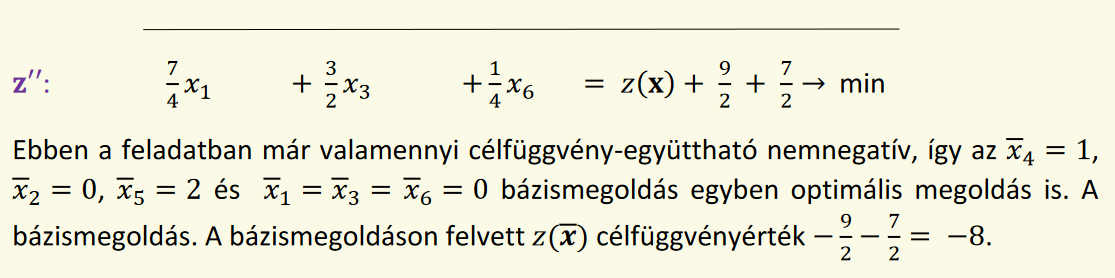 z″: 7/4 x₁ + 3/2 x₃ + 1/4 x₆ = z(x) + 9/2 + 7/2 → min
Ebben a feladatban már valamennyi célfüggvény-együttható nemnegatív, így az x̅₄ = 1,
x̅₂ = 0, x̅₅ = 2 és x̅₁ = x̅₃ = x̅₆ = 0 bázismegoldás egyben optimális megoldás is. A
bázismegoldás. A bázismegoldáson felvett z(x̅) célfüggvényérték −9/2 − 7/2 = −8.